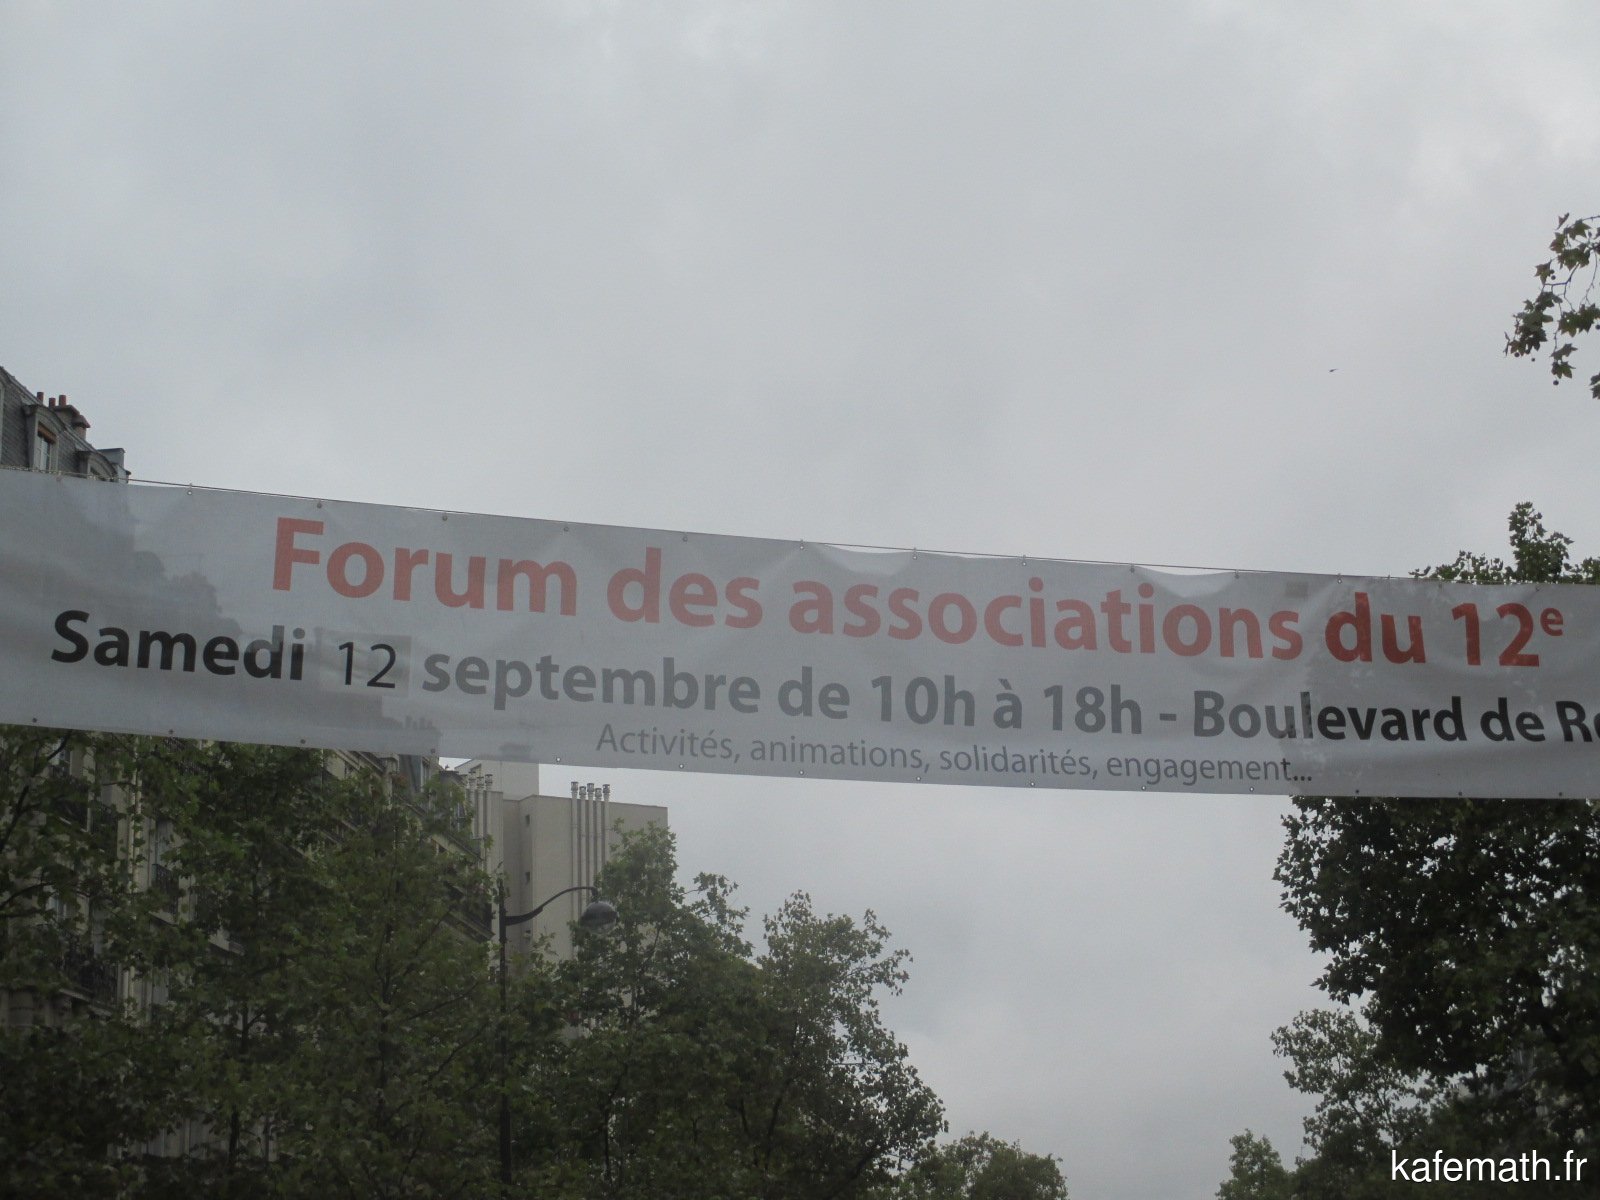 Forum des associations du 12e
Samedi 12 septembre de 10h à 18h - Boulevard de
Activités, animations, solidarités, engagement...
kafemath.fr